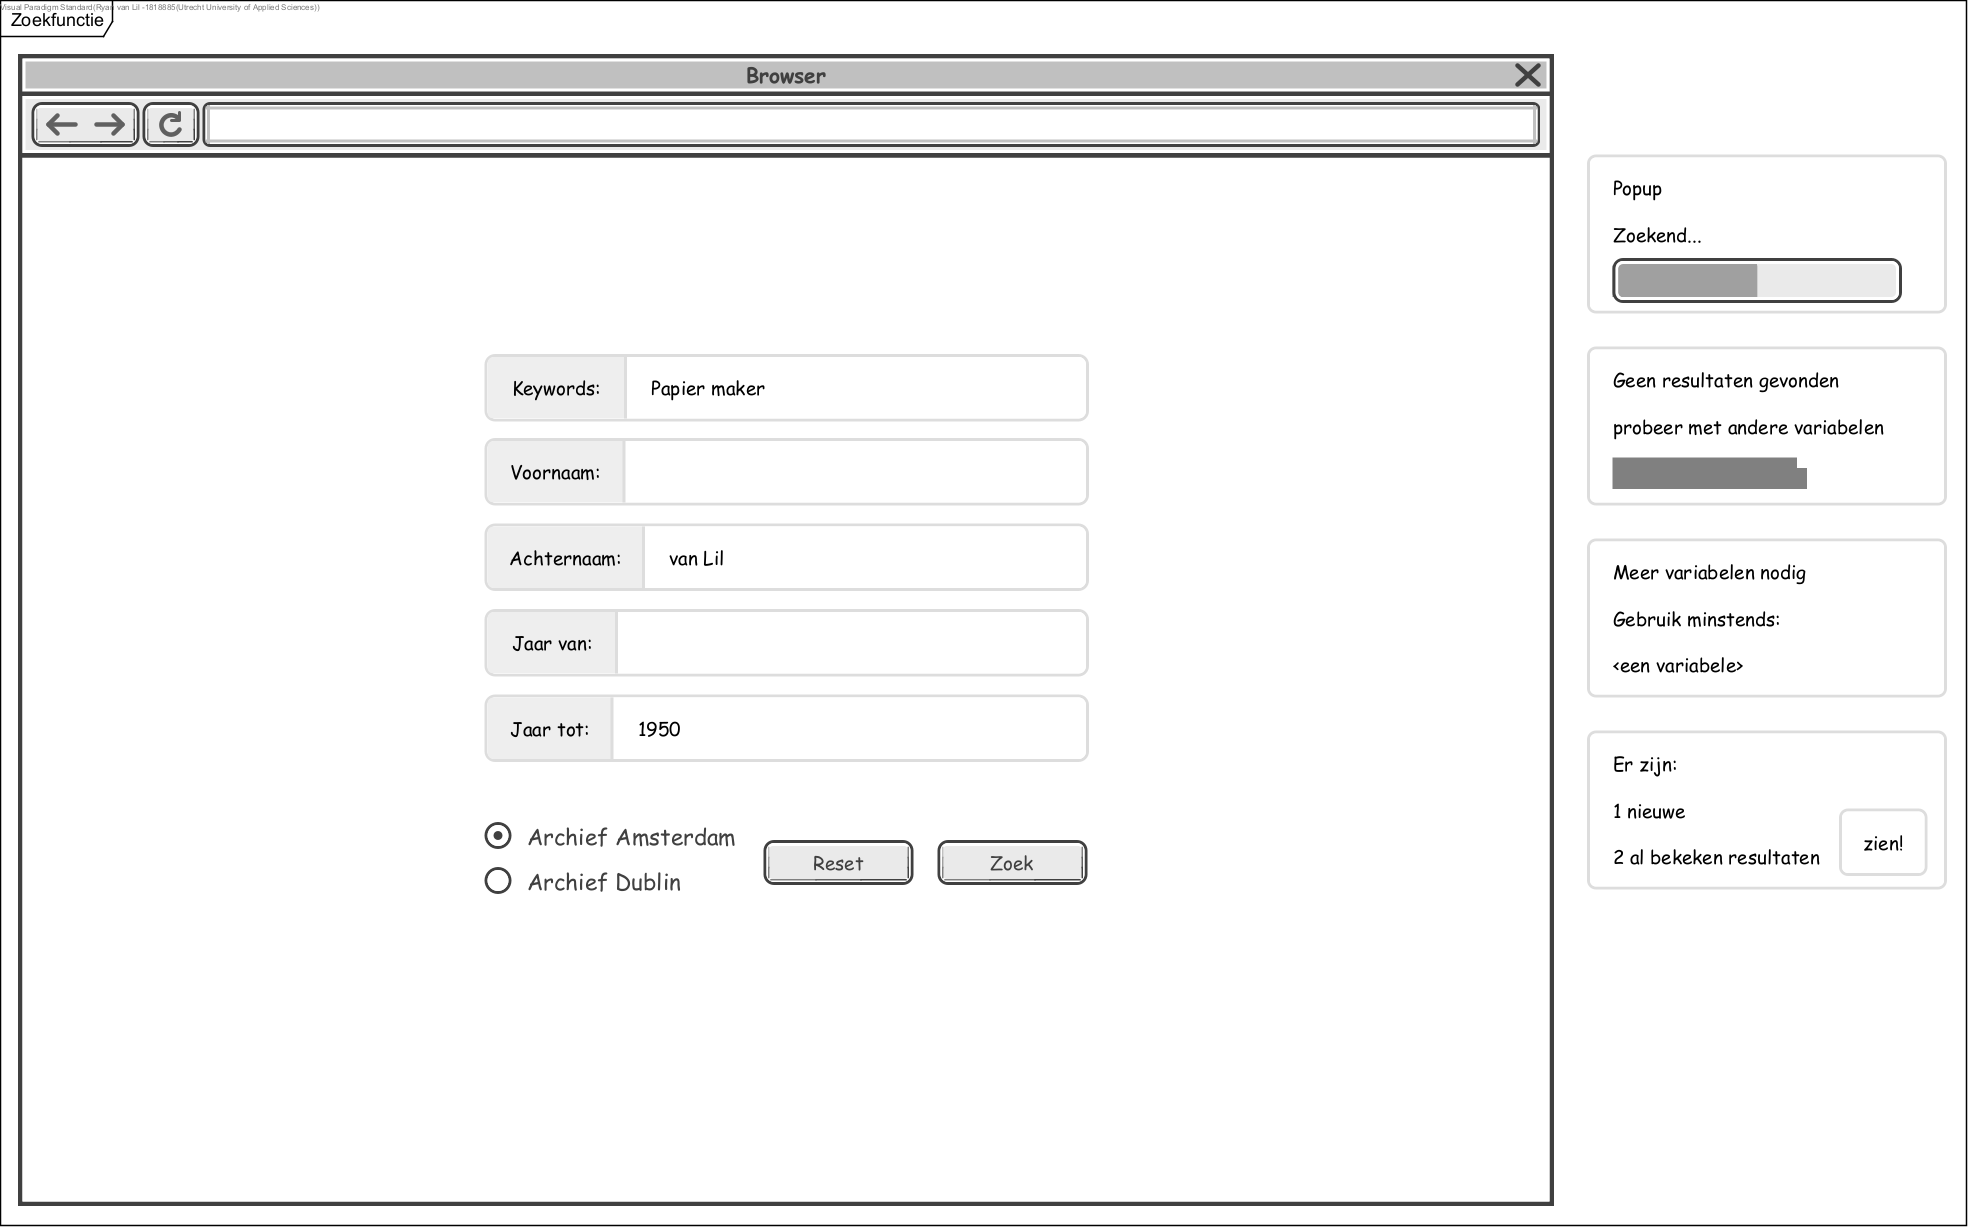 Visual Paradigm Standard(Ryan van Lil -1818885(Utrecht University of Applied Sciences))
Zoekfunctie
Browser
Keywords: Papier maker
Voornaam:
Achternaam: van Lil
Jaar van:
Jaar tot: 1950
Archief Amsterdam
Archief Dublin
Reset
Zoek
Popup
Zoekend...
Geen resultaten gevonden
probeer met andere variabelen
Meer variabelen nodig
Gebruik minstends:
<een variabele>
Er zijn:
1 nieuwe
2 al bekeken resultaten
zien!